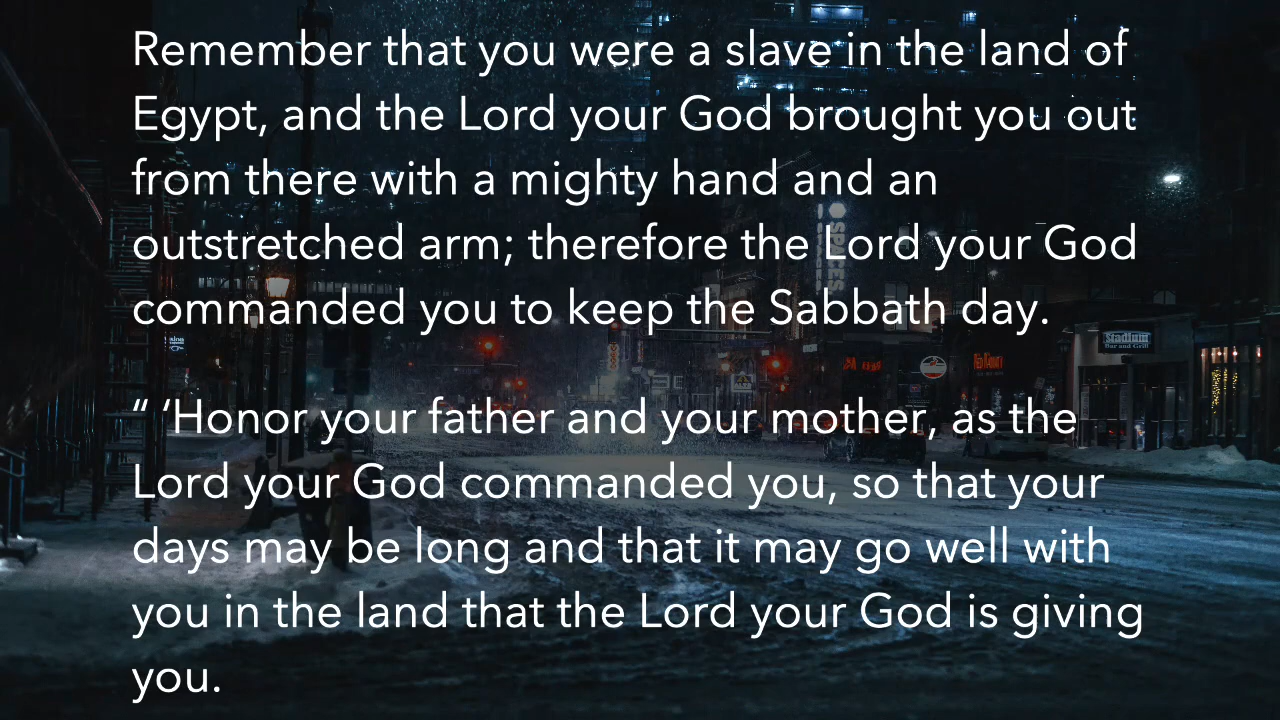 Remember that you were a slave in the land of
Egypt, and the Lord your God brought you out
from there with a mighty hand and an
outstretched arm; therefore the Lord your God
commanded you to keep the Sabbath day.
“ ‘Honor your father and your mother, as the
Lord your God commanded you, so that your
days may be long and that it may go well with
you in the land that the Lord your God is giving
you.
Stadium
Bar and Grill